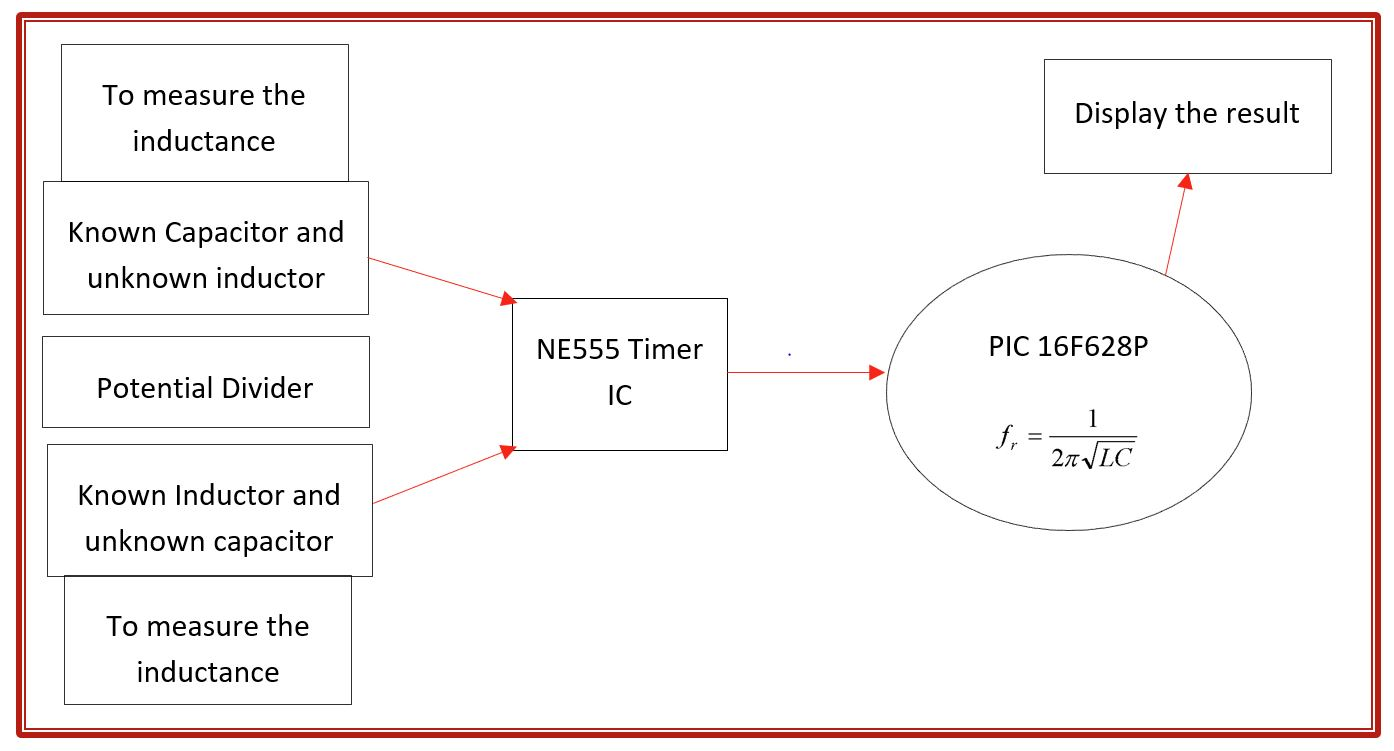 To measure the
inductance
Known Capacitor and
unknown inductor
Potential Divider
Known Inductor and
unknown capacitor
To measure the
inductance
NE555 Timer
IC
PIC 16F628P
f_r = 1 / 2π√LC
Display the result